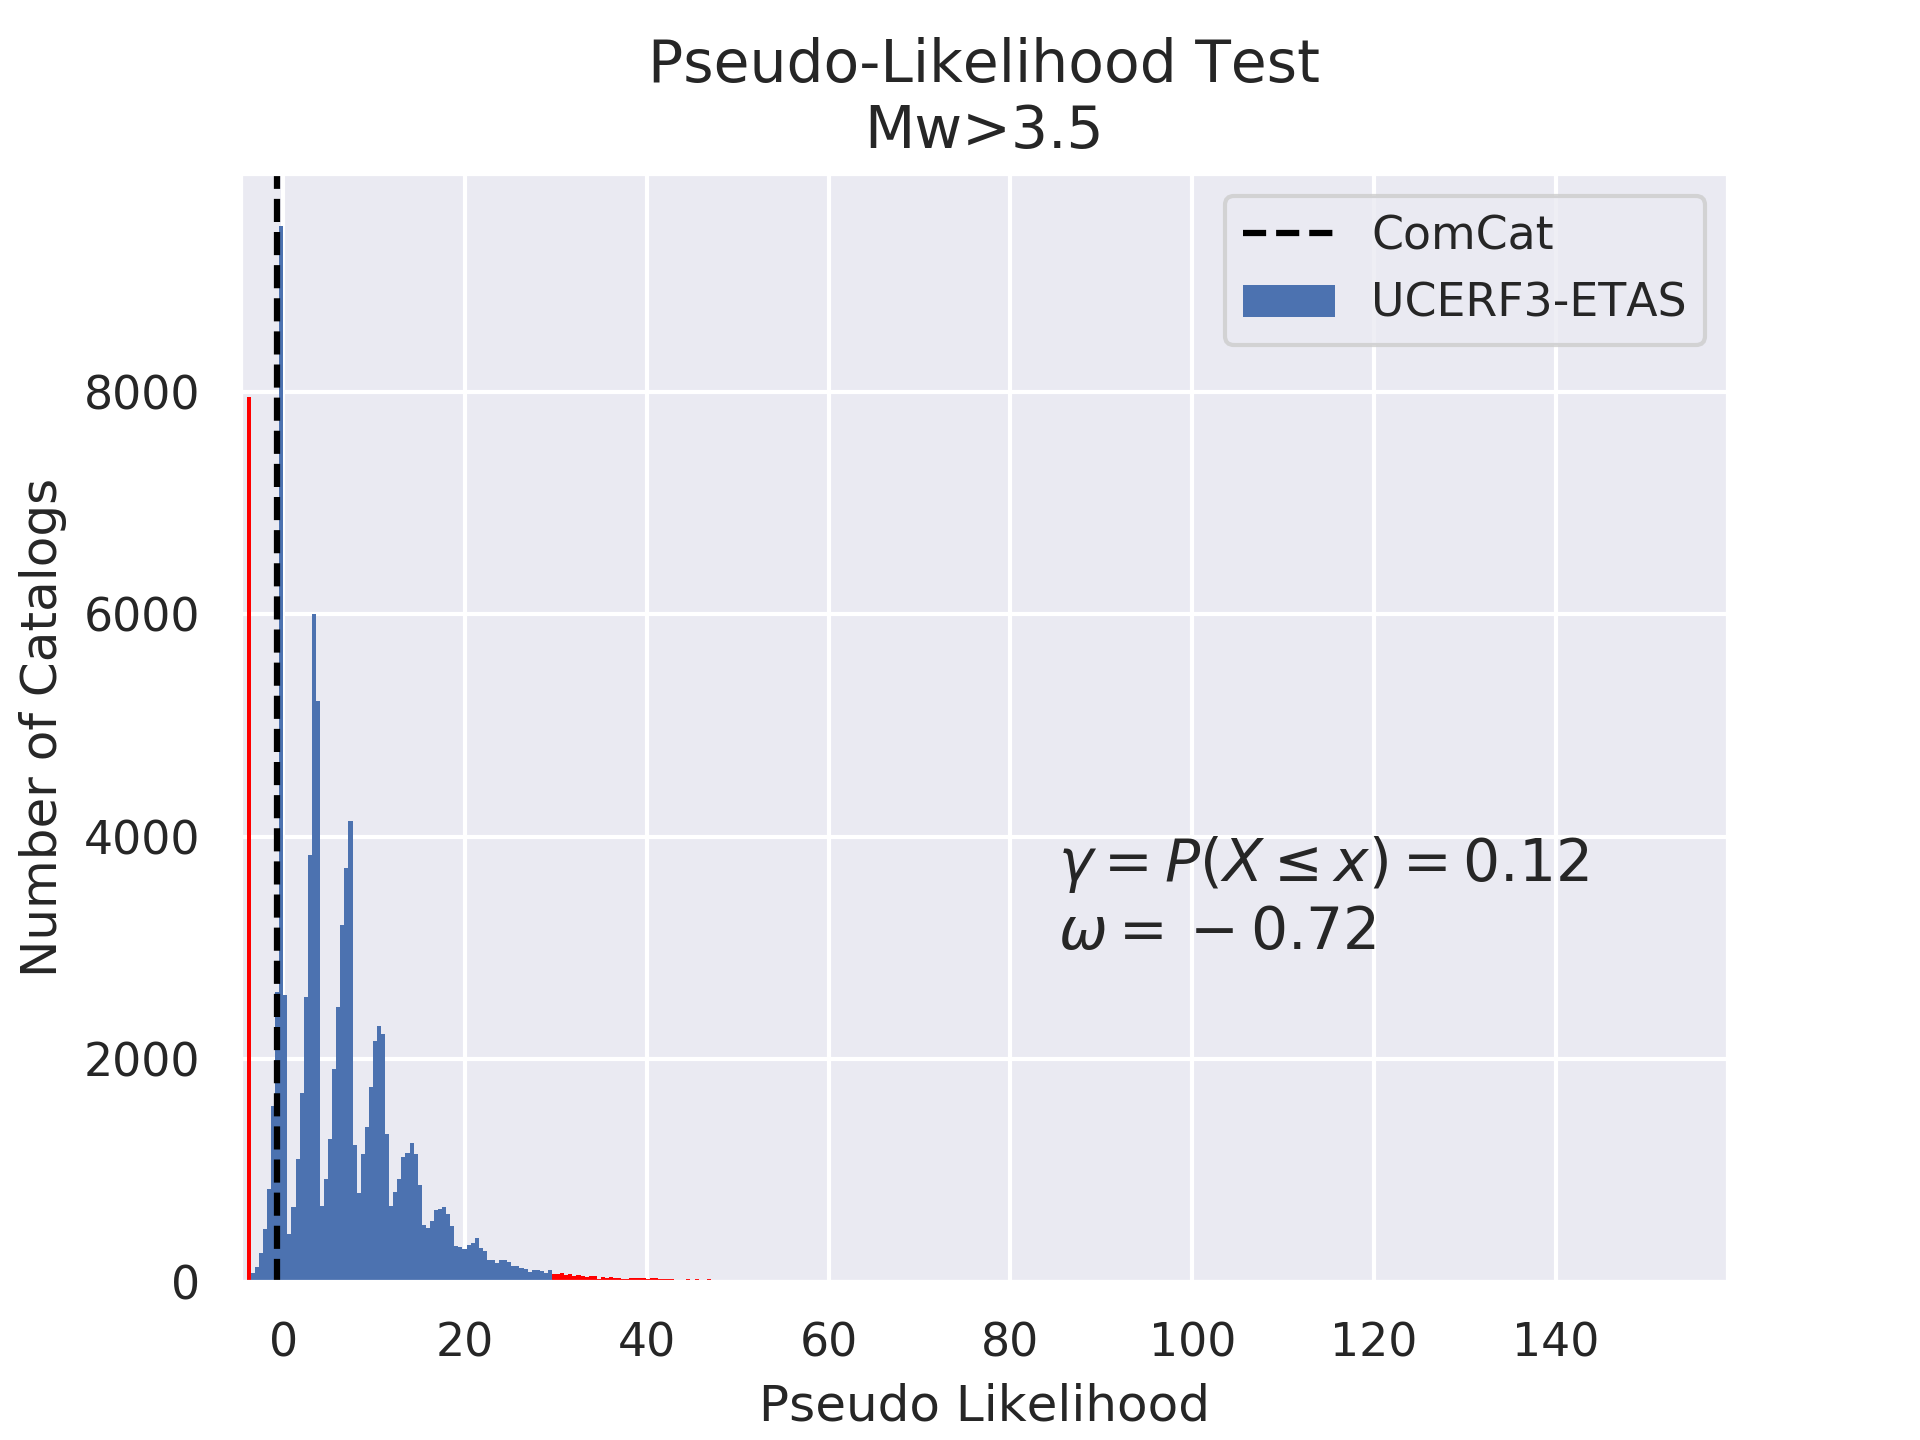 Pseudo-Likelihood Test
Mw>3.5
ComCat
UCERF3-ETAS
8000
6000
4000
2000
0
Number of Catalogs
γ = P(X ≤ x) = 0.12
ω = − 0.72
0 20 40 60 80 100 120 140
Pseudo Likelihood